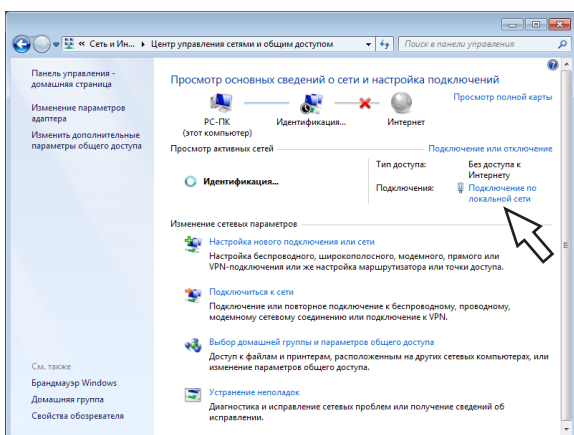 « Сеть и Ин... ▸ Центр управления сетями и общим доступом
Поиск в панели управления
Панель управления -
домашняя страница
Изменение параметров
адаптера
Изменить дополнительные
параметры общего доступа
Просмотр основных сведений о сети и настройка подключений
Просмотр полной карты
PC-ПК
(этот компьютер)
Идентификация...
Интернет
Просмотр активных сетей
Подключение или отключение
Идентификация...
Тип доступа:
Без доступа к
Интернету
Подключения:
Подключение по
локальной сети
Изменение сетевых параметров
Настройка нового подключения или сети
Настройка беспроводного, широкополосного, модемного, прямого или
VPN-подключения или же настройка маршрутизатора или точки доступа.
Подключиться к сети
Подключение или повторное подключение к беспроводному, проводному,
модемному сетевому соединению или подключение к VPN.
Выбор домашней группы и параметров общего доступа
Доступ к файлам и принтерам, расположенным на других сетевых компьютерах, или
изменение параметров общего доступа.
Устранение неполадок
Диагностика и исправление сетевых проблем или получение сведений об
исправлении.
См. также
Брандмауэр Windows
Домашняя группа
Свойства обозревателя